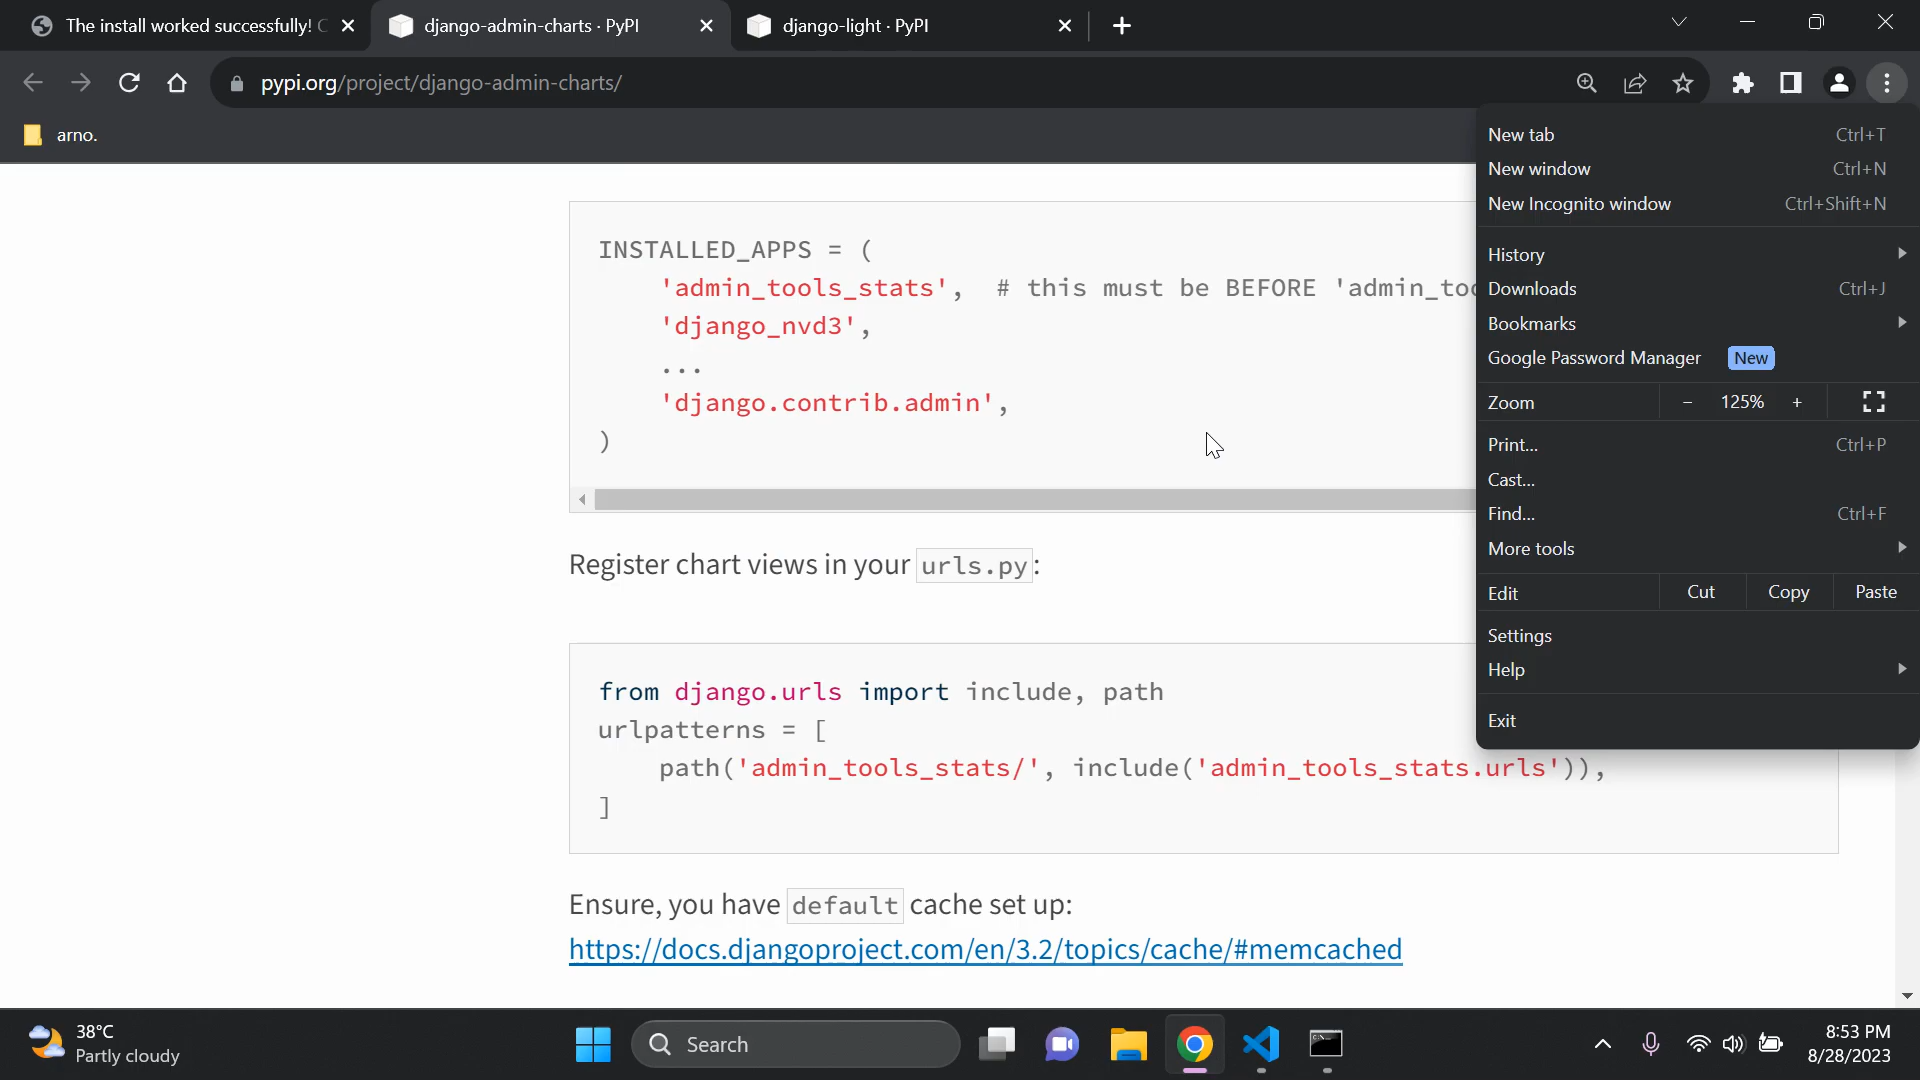 The install worked successfully! C
django-admin-charts · PyPI
django-light · PyPI
pypi.org/project/django-admin-charts/
arno.
New tab Ctrl+T
New window Ctrl+N
New Incognito window Ctrl+Shift+N
History
Downloads Ctrl+J
Bookmarks
Google Password Manager New
Zoom − 125% +
Print... Ctrl+P
Cast...
Find... Ctrl+F
More tools
Edit Cut Copy Paste
Settings
Help
Exit
INSTALLED_APPS = (
'admin_tools_stats', # this must be BEFORE 'admin_too
'django_nvd3',
...
'django.contrib.admin',
)
Register chart views in your urls.py:
from django.urls import include, path
urlpatterns = [
path('admin_tools_stats/', include('admin_tools_stats.urls')),
]
Ensure, you have default cache set up:
https://docs.djangoproject.com/en/3.2/topics/cache/#memcached
38°C
Partly cloudy
Search
8:53 PM
8/28/2023